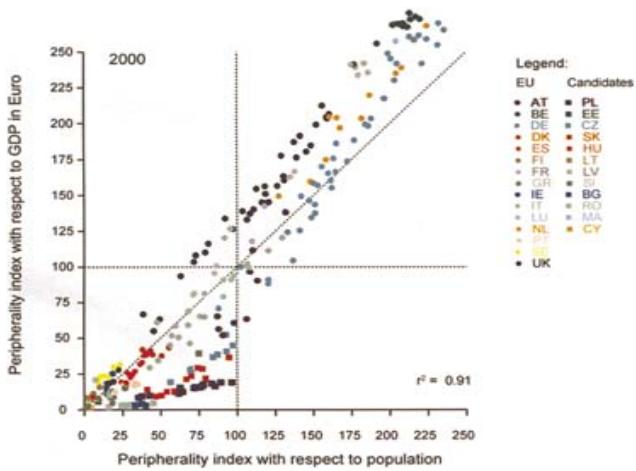 2000
Peripherality index with respect to GDP in Euro
250
225
200
175
150
125
100
75
50
25
0
0 25 50 75 100 125 150 175 200 225 250
Peripherality index with respect to population
r² = 0.91
Legend:
EU Candidates
AT PL
BE EE
DE CZ
DK SK
ES HU
FI LT
FR LV
GR SI
IE BG
IT RO
LU MA
NL CY
PT
SE
UK